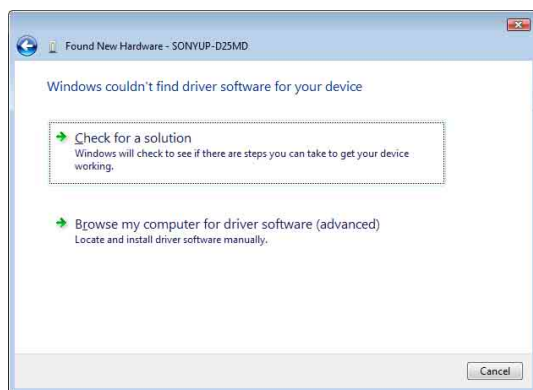 Found New Hardware - SONYUP-D25MD
Windows couldn't find driver software for your device
Check for a solution
Windows will check to see if there are steps you can take to get your device
working.
Browse my computer for driver software (advanced)
Locate and install driver software manually.
Cancel